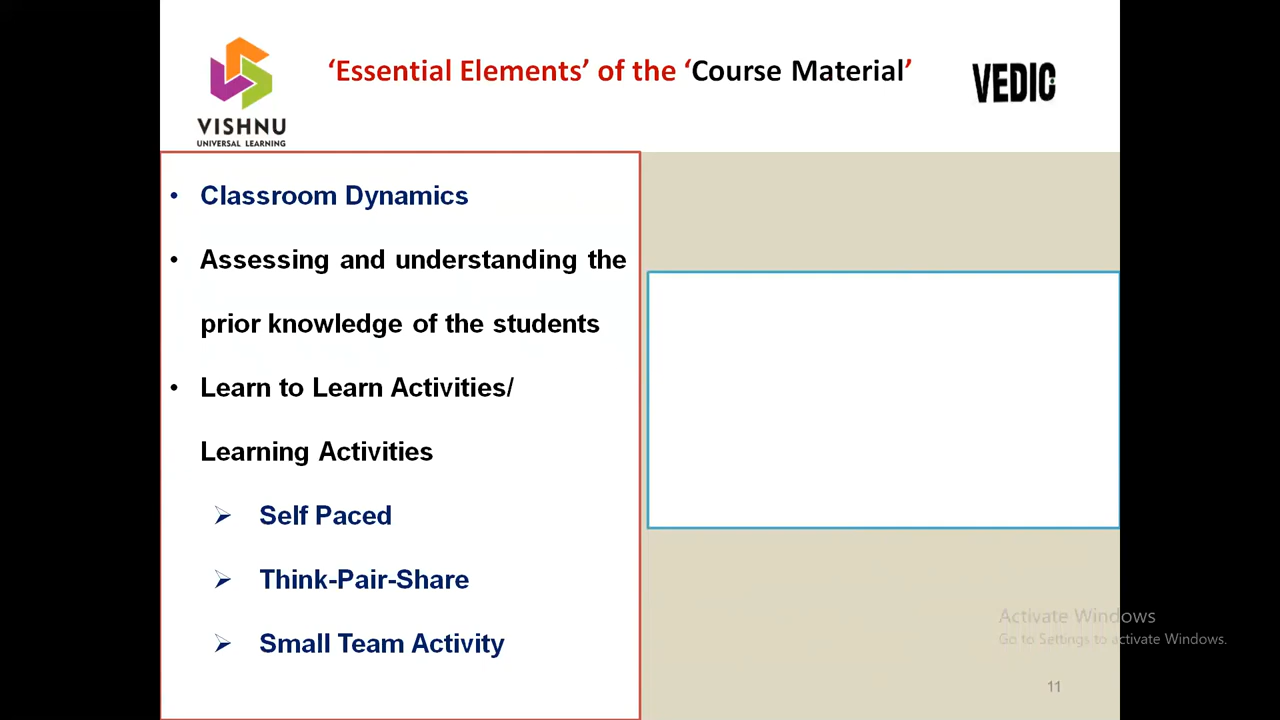 ‘Essential Elements’ of the ‘Course Material’
VISHNU
UNIVERSAL LEARNING
VEDIC
• Classroom Dynamics
• Assessing and understanding the
prior knowledge of the students
• Learn to Learn Activities/
Learning Activities
➢ Self Paced
➢ Think-Pair-Share
➢ Small Team Activity
Activate Windows
Go to Settings to activate Windows.
11